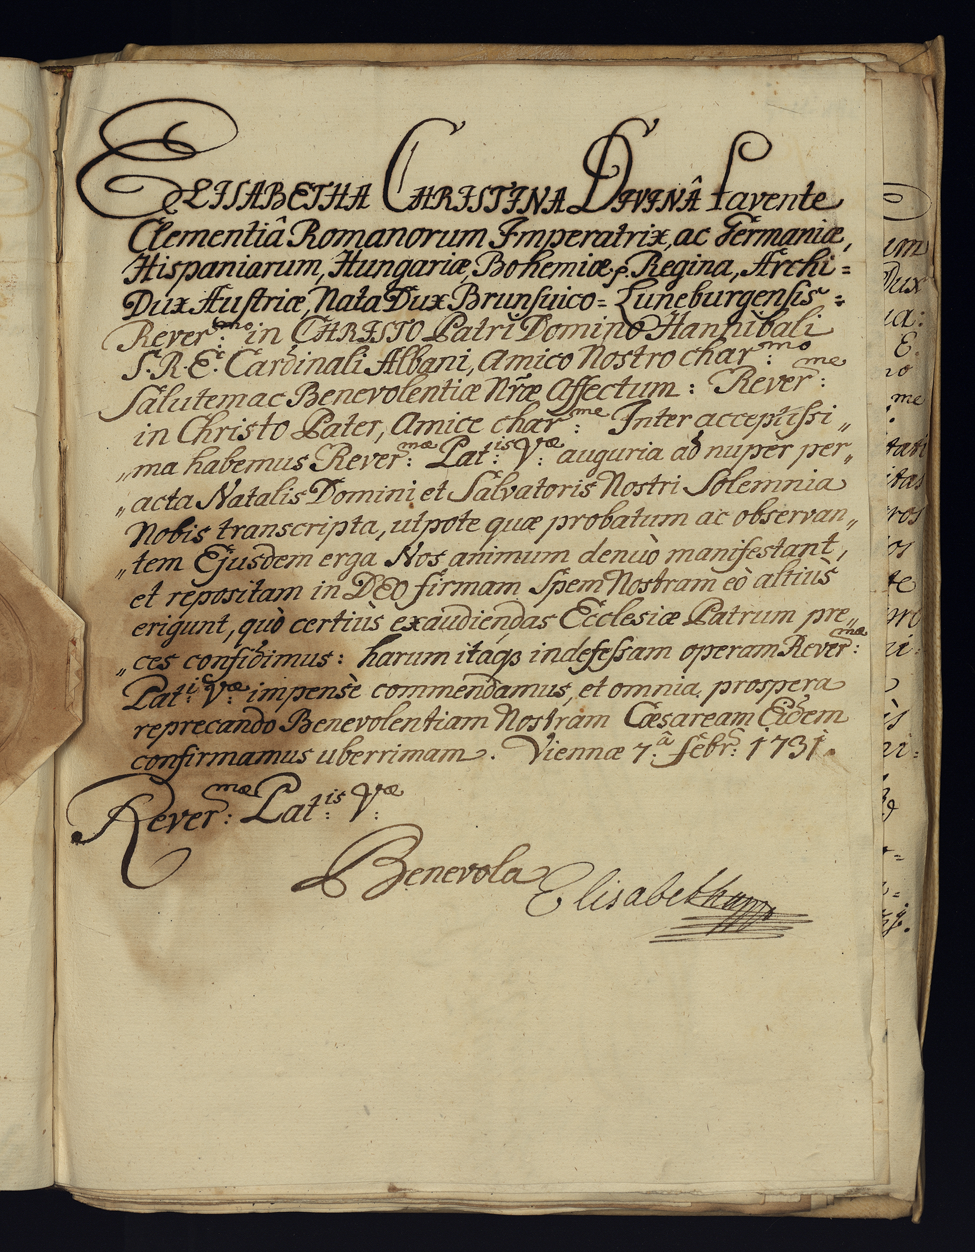 ELISABETHA CHRISTINA DIVINÂ favente
Clementiâ Romanorum Imperatrix, ac Germaniæ,
Hispaniarum, Hungariæ, Bohemiæ Regina, Archi=
Dux Austriæ, Nata Dux Brunsuico= Luneburgensis:
Rever:mo in CHRISTO Patri Domino Hannibali
S. R. E. Cardinali Albani, Amico Nostro char:mo
Salutem ac Benevolentiæ Nr̃æ Affectum: Rever:me
in Christo Pater, Amice char:me Inter acceptissi„
„ma habemus Rever:mæ Pat:is V:æ auguria ad nuper per„
„acta Natalis Domini et Salvatoris Nostri Solemnia
Nobis transcripta, utpote quæ probatum ac observan„
„tem Ejusdem erga Nos animum denuò manifestant,
et repositam in DEO firmam Spem Nostram eò altius
erigunt, quò certiùs exaudiendas Ecclesiæ Patrum pre„
„ces confidimus: harum itaqȝ indefessam operam Rever:mæ
Pat:is V:æ impensè commendamus, et omnia prospera
reprecando Benevolentiam Nostram Cæsaream Eidem
confirmamus uberrimam. Viennæ 7.â febr: 1731.
Rever:mæ Pat:is V:æ
Benevola
Elisabetha